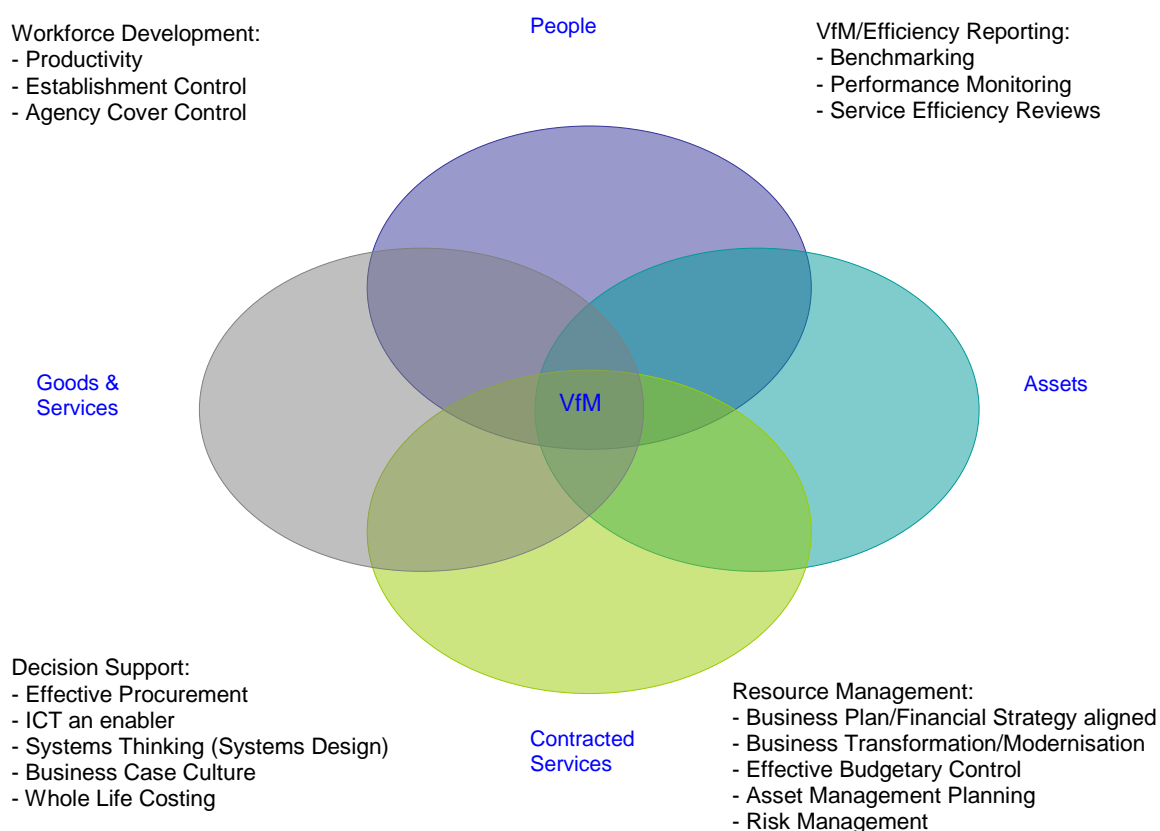 Workforce Development:
- Productivity
- Establishment Control
- Agency Cover Control
People
VfM/Efficiency Reporting:
- Benchmarking
- Performance Monitoring
- Service Efficiency Reviews
Goods &
Services
VfM
Assets
Decision Support:
- Effective Procurement
- ICT an enabler
- Systems Thinking (Systems Design)
- Business Case Culture
- Whole Life Costing
Contracted
Services
Resource Management:
- Business Plan/Financial Strategy aligned
- Business Transformation/Modernisation
- Effective Budgetary Control
- Asset Management Planning
- Risk Management